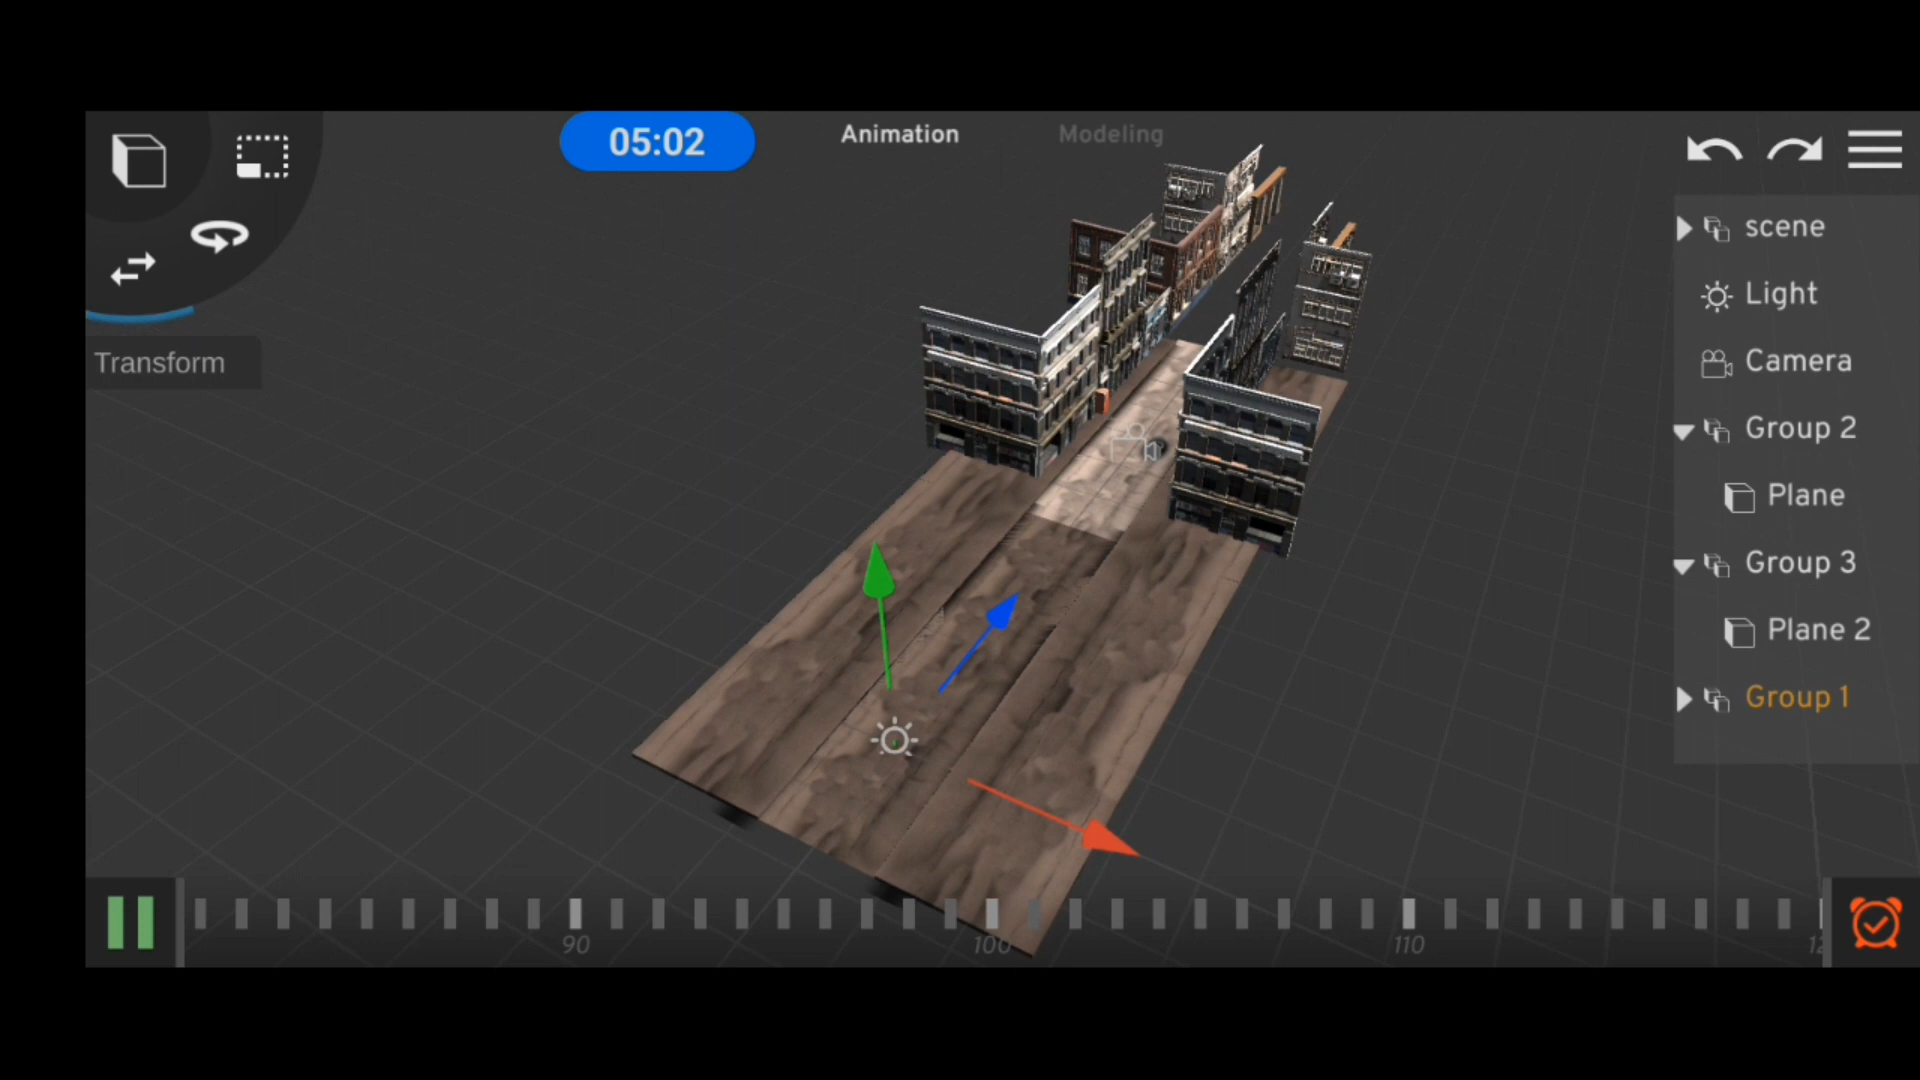 05:02
Animation
Modeling
Transform
scene
Light
Camera
Group 2
Plane
Group 3
Plane 2
Group 1
90
100
110